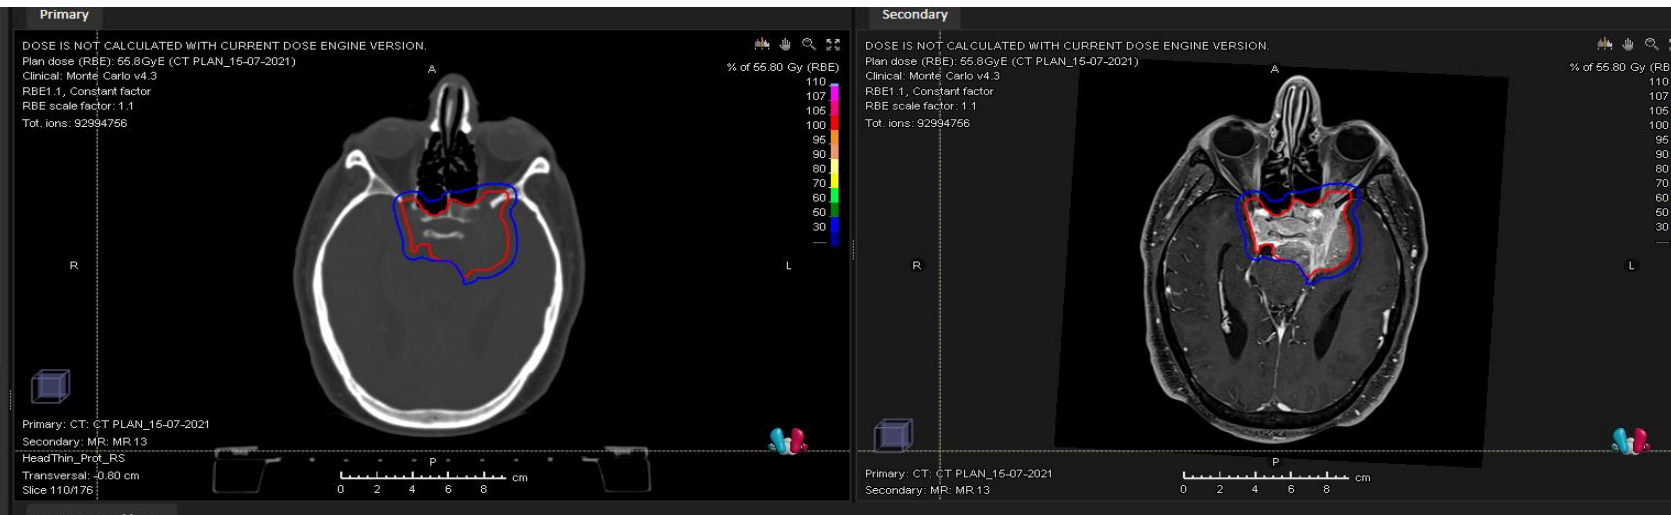 Primary
DOSE IS NOT CALCULATED WITH CURRENT DOSE ENGINE VERSION.
Plan dose (RBE): 55.8GyE (CT PLAN_15-07-2021)
Clinical: Monte Carlo v4.3
RBE1.1, Constant factor
RBE scale factor: 1.1
Tot. ions: 92994756
A
% of 55.80 Gy (RBE)
110
107
105
100
95
90
80
70
60
50
30
R
L
Primary: CT: CT PLAN_15-07-2021
Secondary: MR: MR 13
HeadThin_Prot_RS
Transversal: -0.80 cm
Slice 110/176
P
0 2 4 6 8 cm
Secondary
DOSE IS NOT CALCULATED WITH CURRENT DOSE ENGINE VERSION.
Plan dose (RBE): 55.8GyE (CT PLAN_15-07-2021)
Clinical: Monte Carlo v4.3
RBE1.1, Constant factor
RBE scale factor: 1.1
Tot. ions: 92994756
A
% of 55.80 Gy (RB
110
107
105
100
95
90
80
70
60
50
30
R
L
Primary: CT: CT PLAN_15-07-2021
Secondary: MR: MR 13
P
0 2 4 6 8 cm